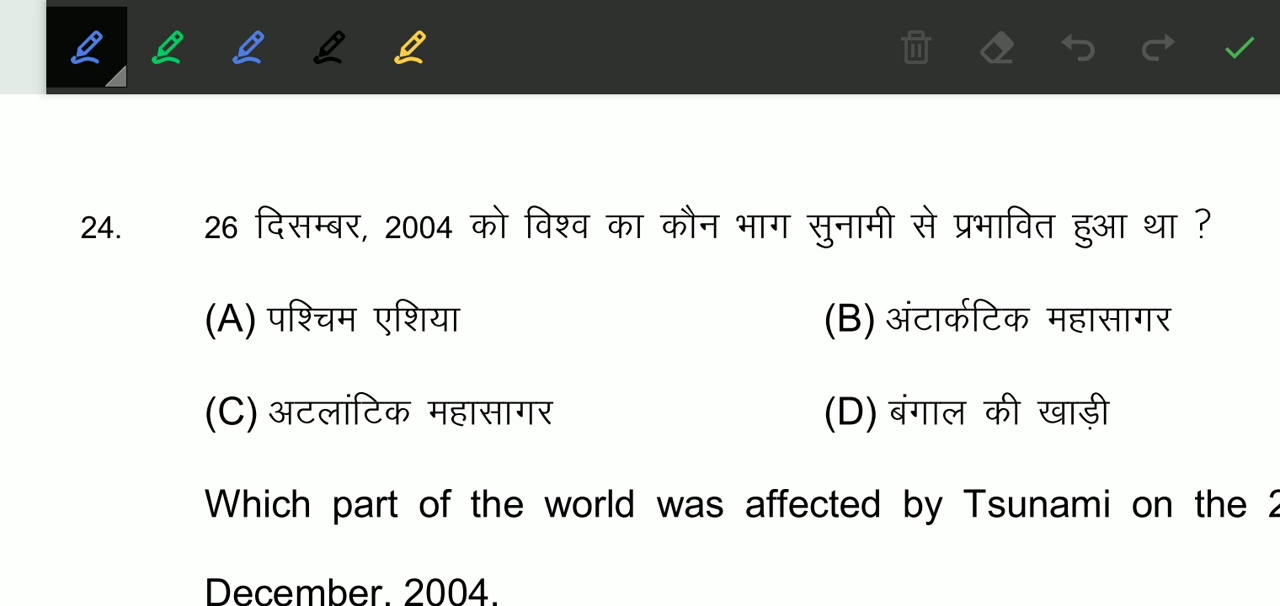 24. 26 दिसम्बर, 2004 को विश्व का कौन भाग सुनामी से प्रभावित हुआ था ?
(A) पश्चिम एशिया (B) अंटार्कटिक महासागर
(C) अटलांटिक महासागर (D) बंगाल की खाड़ी
Which part of the world was affected by Tsunami on the 2
December, 2004.